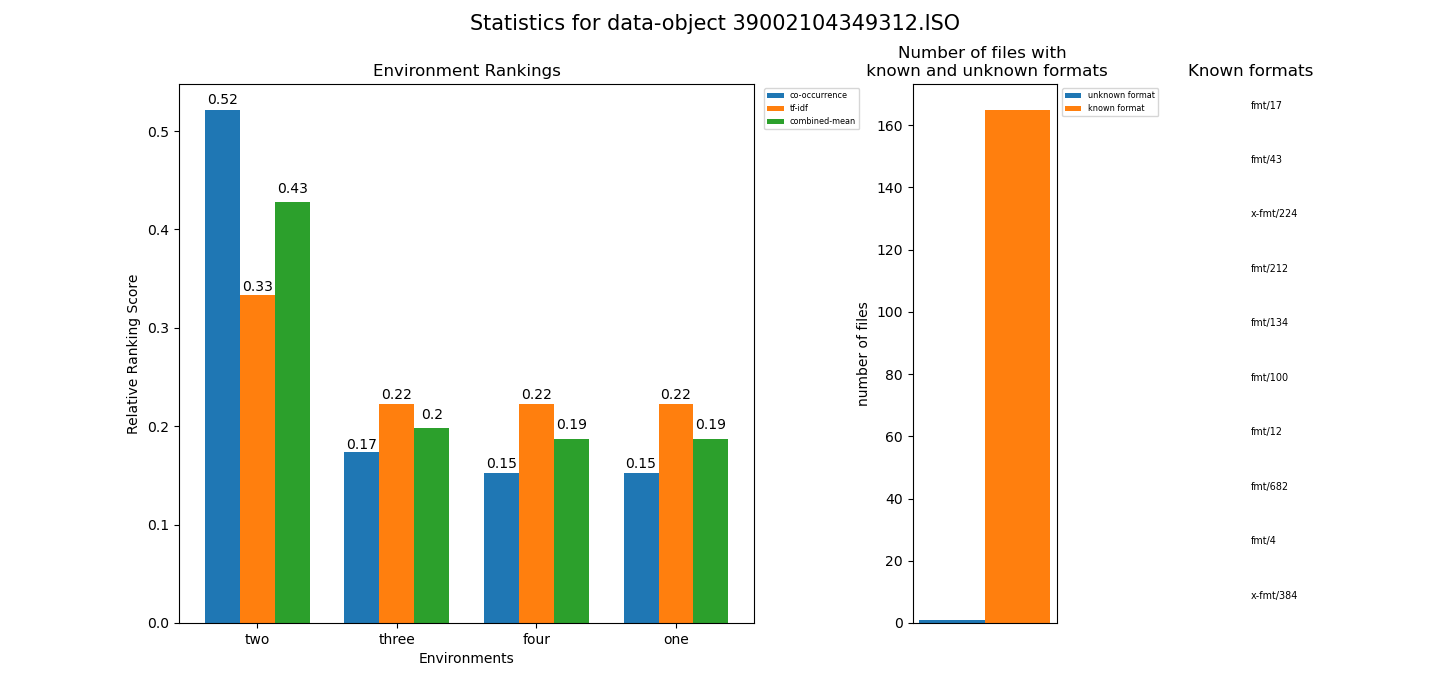 Statistics for data-object 39002104349312.ISO
Environment Rankings
co-occurrence
tf-idf
combined-mean
0.52
0.33
0.43
0.17
0.22
0.2
0.15
0.22
0.19
0.15
0.22
0.19
0.5
0.4
0.3
0.2
0.1
0.0
Relative Ranking Score
two
three
four
one
Environments
Number of files with
known and unknown formats
unknown format
known format
160
140
120
100
80
60
40
20
0
number of files
Known formats
fmt/17
fmt/43
x-fmt/224
fmt/212
fmt/134
fmt/100
fmt/12
fmt/682
fmt/4
x-fmt/384